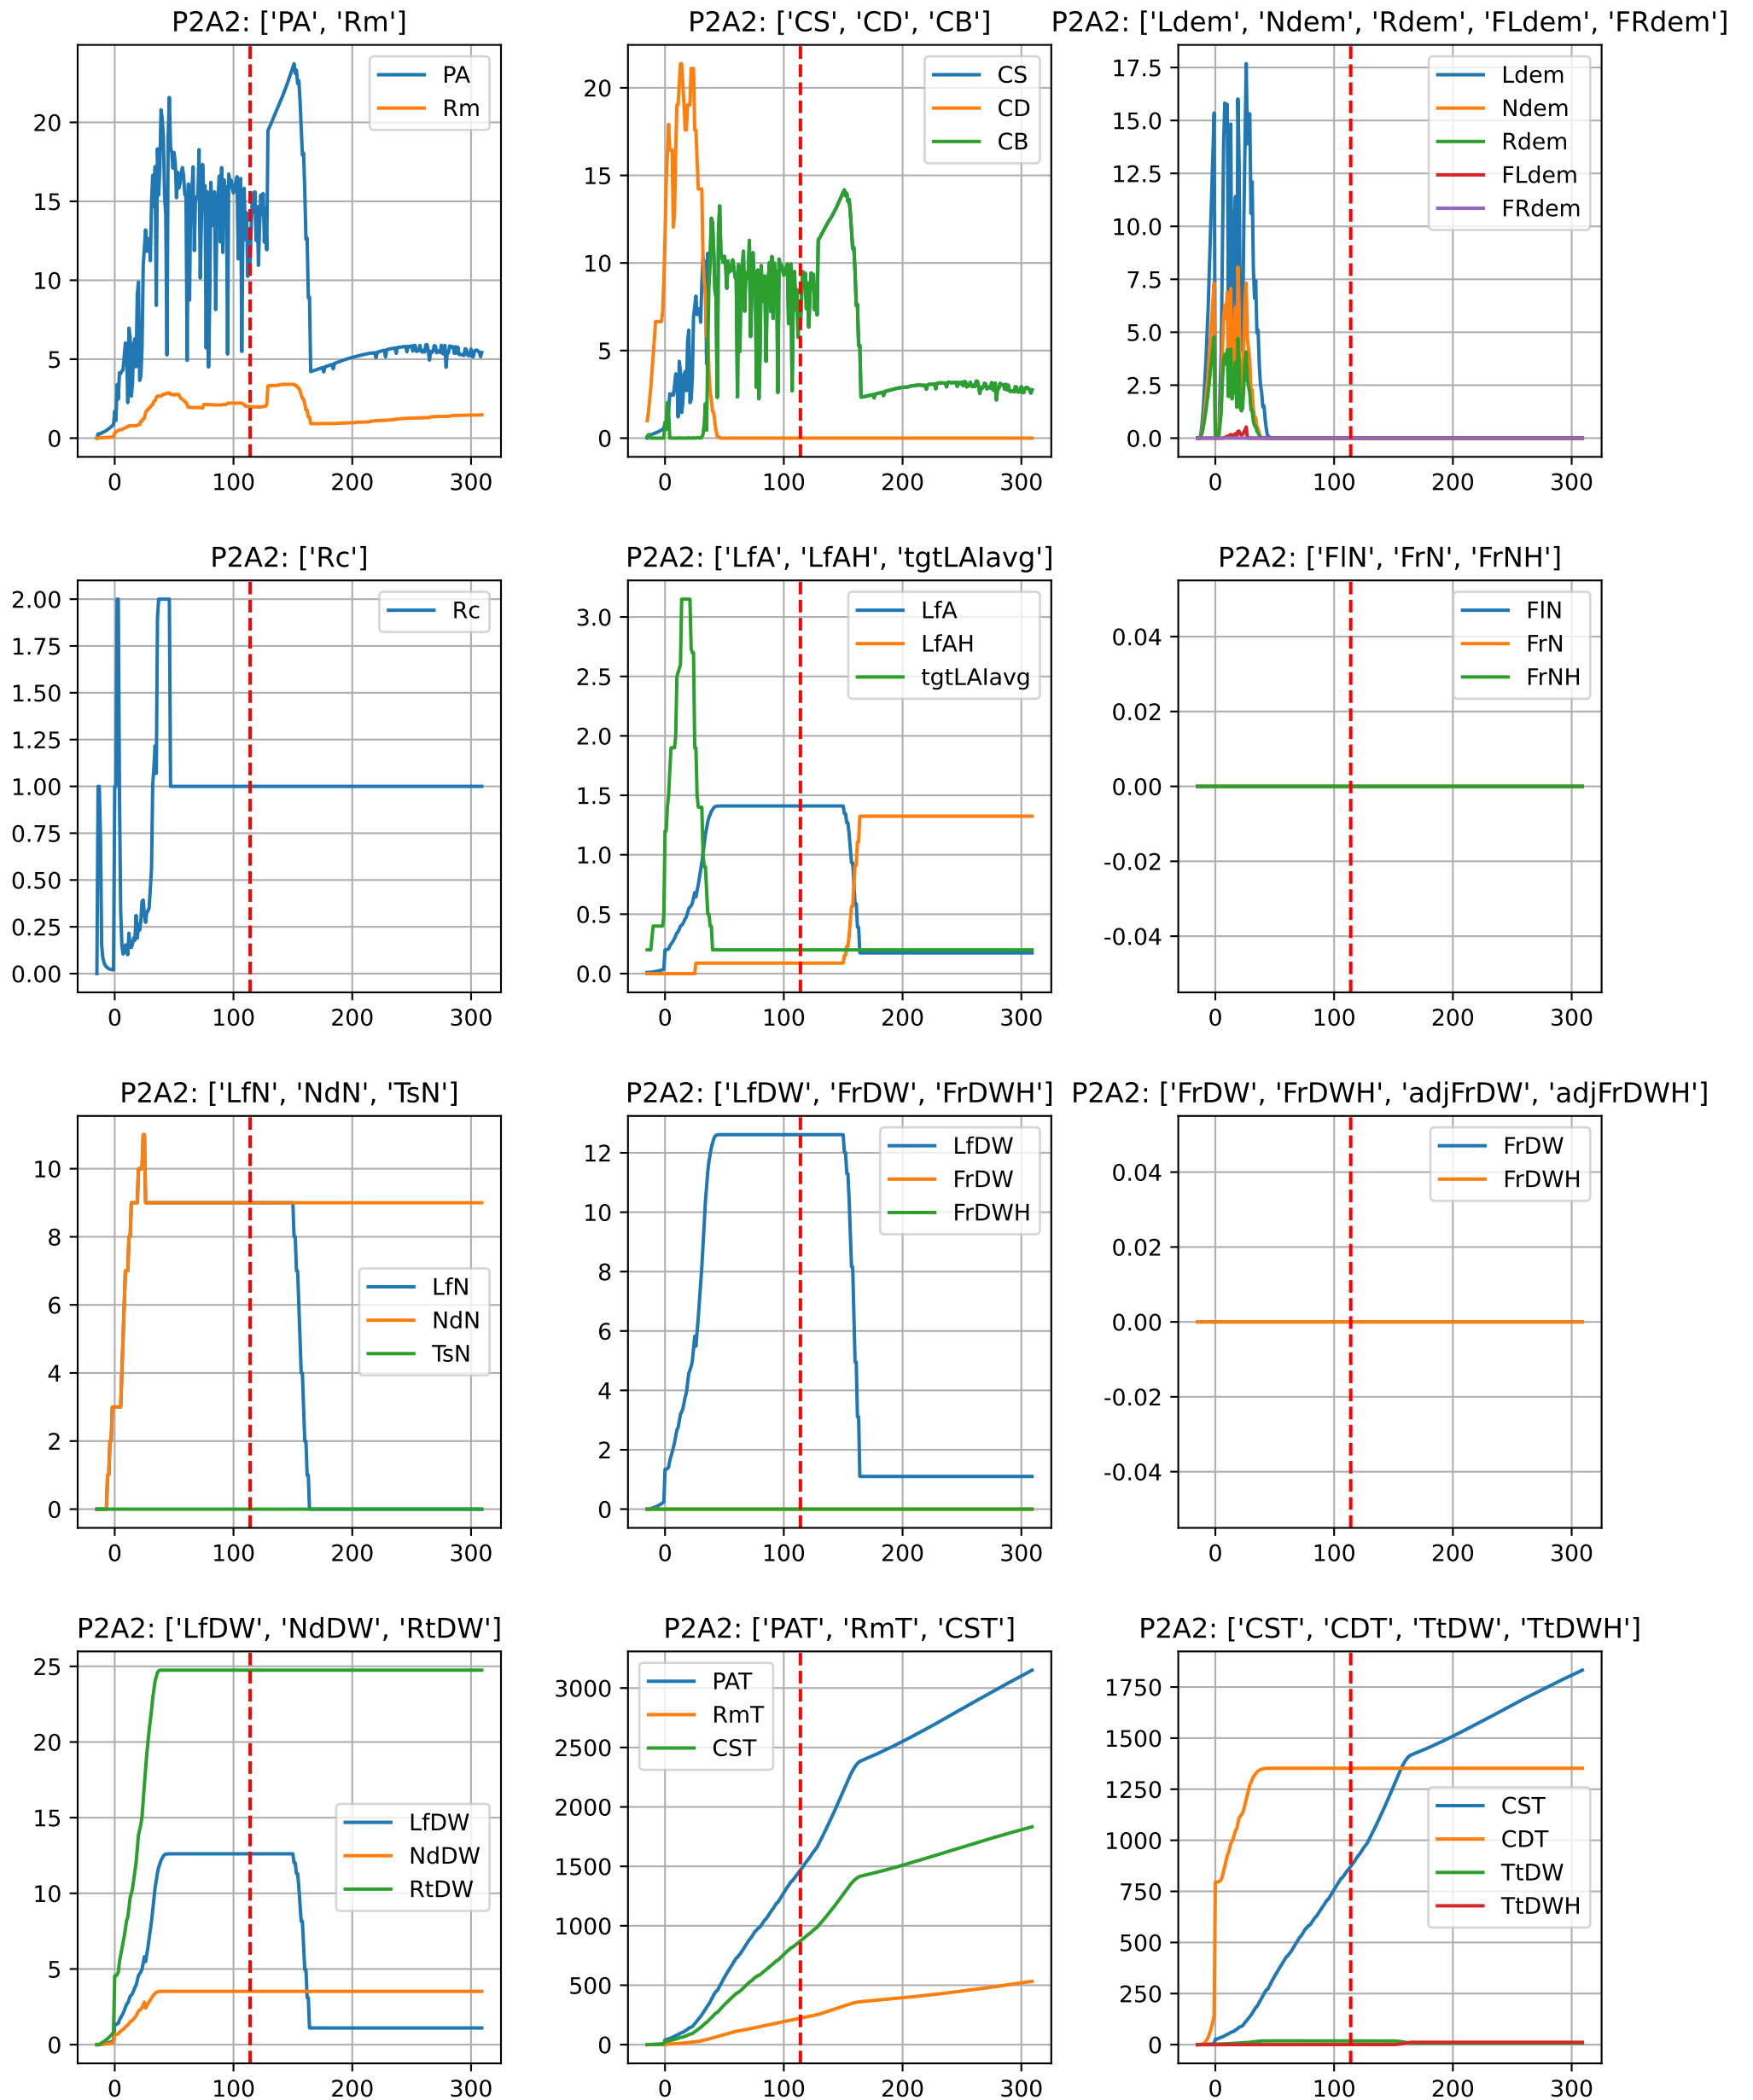 P2A2: ['PA', 'Rm']
PA
Rm
20
15
10
5
0
0 100 200 300
P2A2: ['CS', 'CD', 'CB']
CS
CD
CB
20
15
10
5
0
0 100 200 300
P2A2: ['Ldem', 'Ndem', 'Rdem', 'FLdem', 'FRdem']
Ldem
Ndem
Rdem
FLdem
FRdem
17.5
15.0
12.5
10.0
7.5
5.0
2.5
0.0
0 100 200 300
P2A2: ['Rc']
Rc
2.00
1.75
1.50
1.25
1.00
0.75
0.50
0.25
0.00
0 100 200 300
P2A2: ['LfA', 'LfAH', 'tgtLAIavg']
LfA
LfAH
tgtLAIavg
3.0
2.5
2.0
1.5
1.0
0.5
0.0
0 100 200 300
P2A2: ['FlN', 'FrN', 'FrNH']
FlN
FrN
FrNH
0.04
0.02
0.00
-0.02
-0.04
0 100 200 300
P2A2: ['LfN', 'NdN', 'TsN']
LfN
NdN
TsN
10
8
6
4
2
0
0 100 200 300
P2A2: ['LfDW', 'FrDW', 'FrDWH']
LfDW
FrDW
FrDWH
12
10
8
6
4
2
0
0 100 200 300
P2A2: ['FrDW', 'FrDWH', 'adjFrDW', 'adjFrDWH']
FrDW
FrDWH
0.04
0.02
0.00
-0.02
-0.04
0 100 200 300
P2A2: ['LfDW', 'NdDW', 'RtDW']
LfDW
NdDW
RtDW
25
20
15
10
5
0
0 100 200 300
P2A2: ['PAT', 'RmT', 'CST']
PAT
RmT
CST
3000
2500
2000
1500
1000
500
0
0 100 200 300
P2A2: ['CST', 'CDT', 'TtDW', 'TtDWH']
CST
CDT
TtDW
TtDWH
1750
1500
1250
1000
750
500
250
0
0 100 200 300